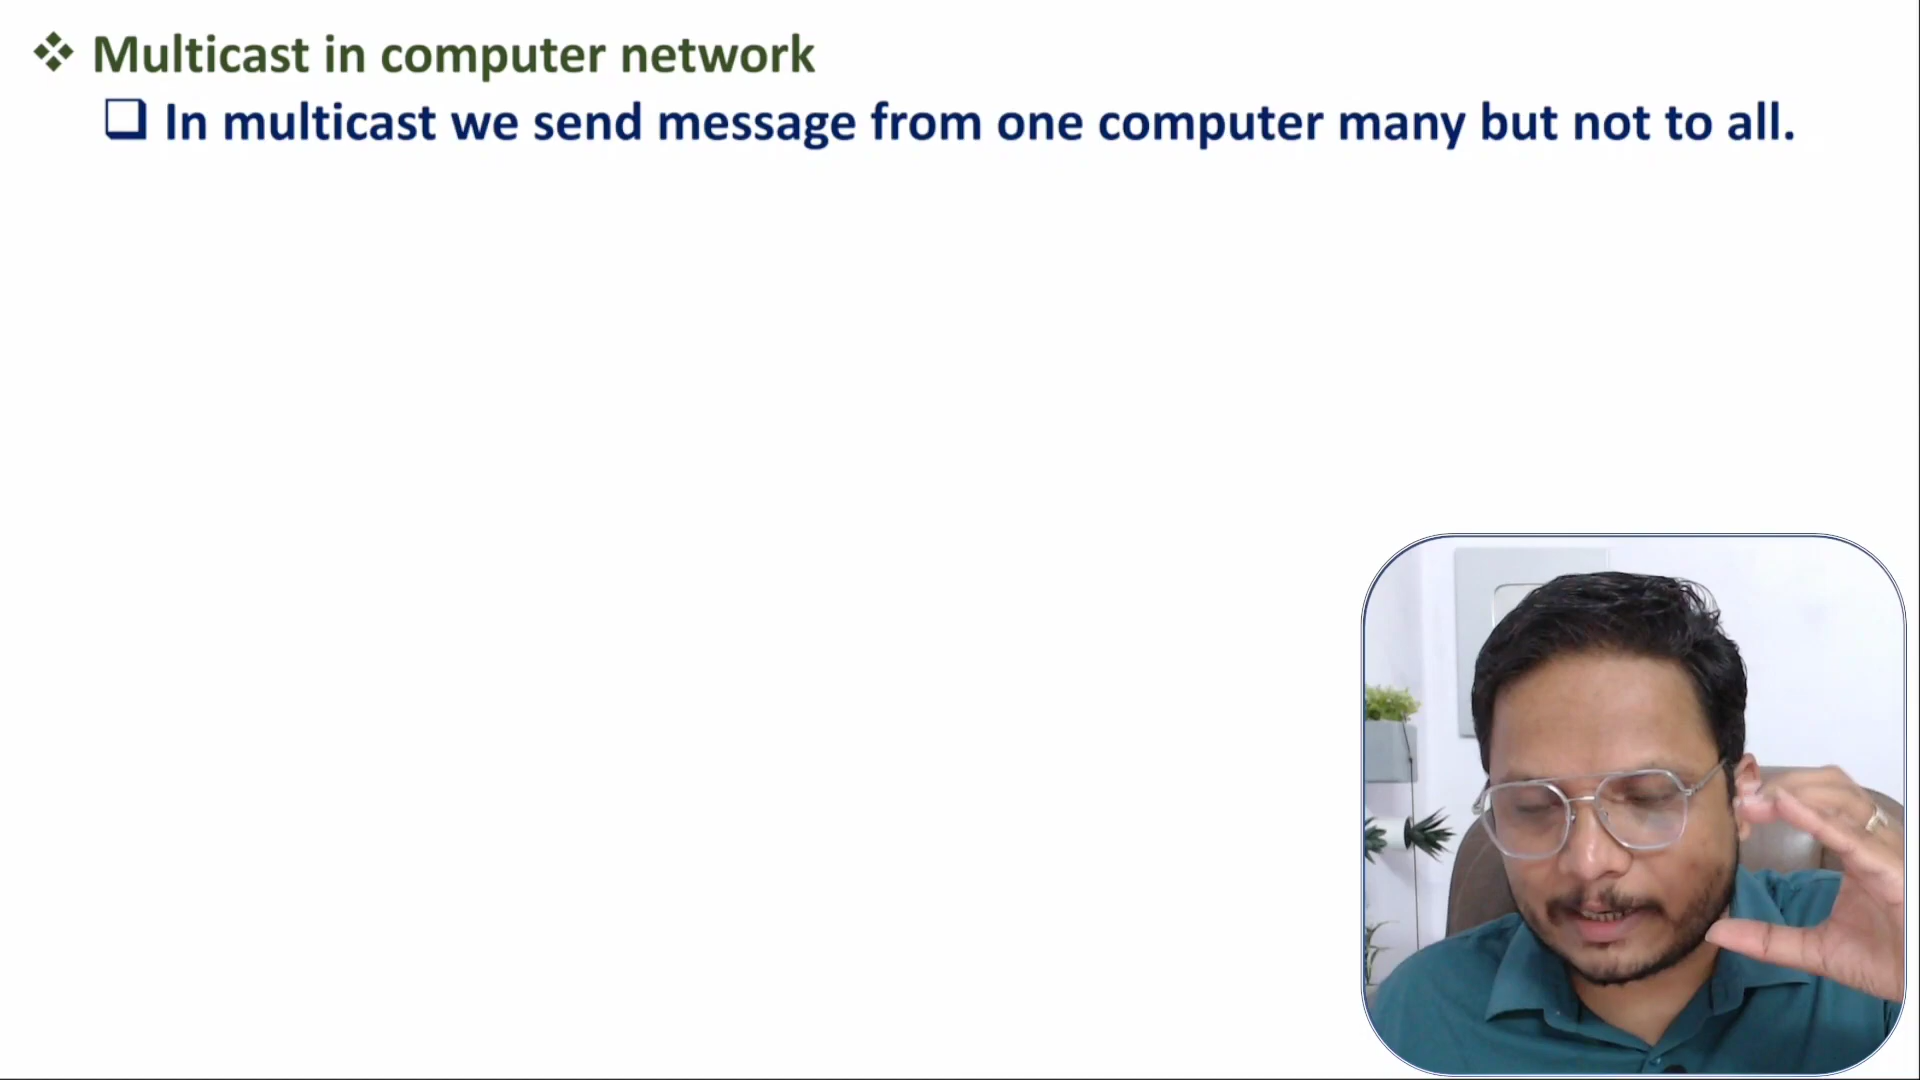 Multicast in computer network
In multicast we send message from one computer many but not to all.